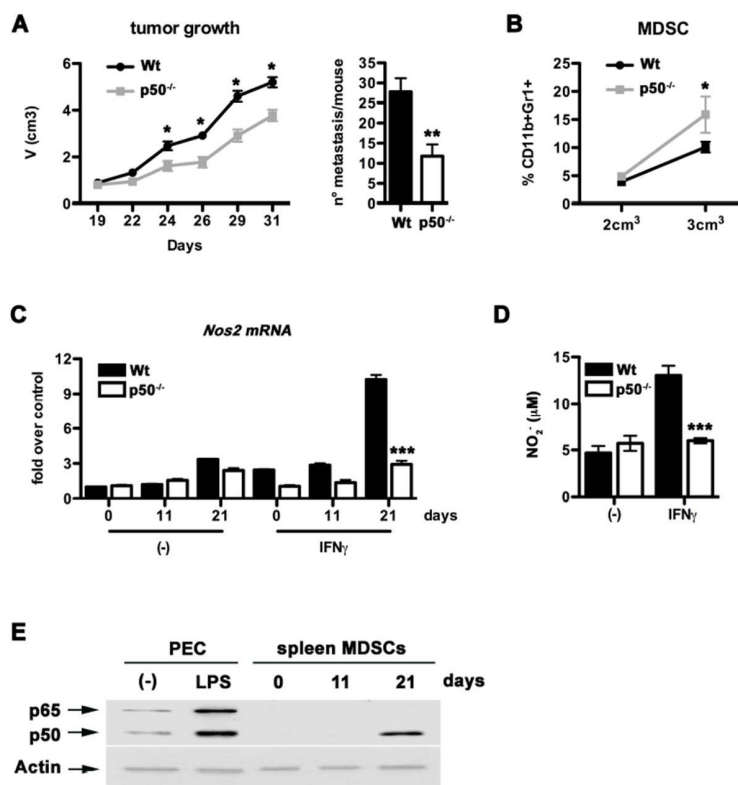 A
tumor growth
Wt
p50-/-
V (cm3)
6
4
2
0
19 22 24 26 29 31
Days
* * * *
n° metastasis/mouse
35
30
25
20
15
10
5
0
**
Wt p50-/-
B
MDSC
Wt
p50-/-
% CD11b+Gr1+
25
20
15
10
5
0
*
2cm3 3cm3
C
Nos2 mRNA
Wt
p50-/-
fold over control
12
9
6
3
0
***
0 11 21 0 11 21 days
(-) IFNγ
D
Wt
p50-/-
NO2- (μM)
15
10
5
0
***
(-) IFNγ
E
PEC spleen MDSCs
(-) LPS 0 11 21 days
p65
p50
Actin